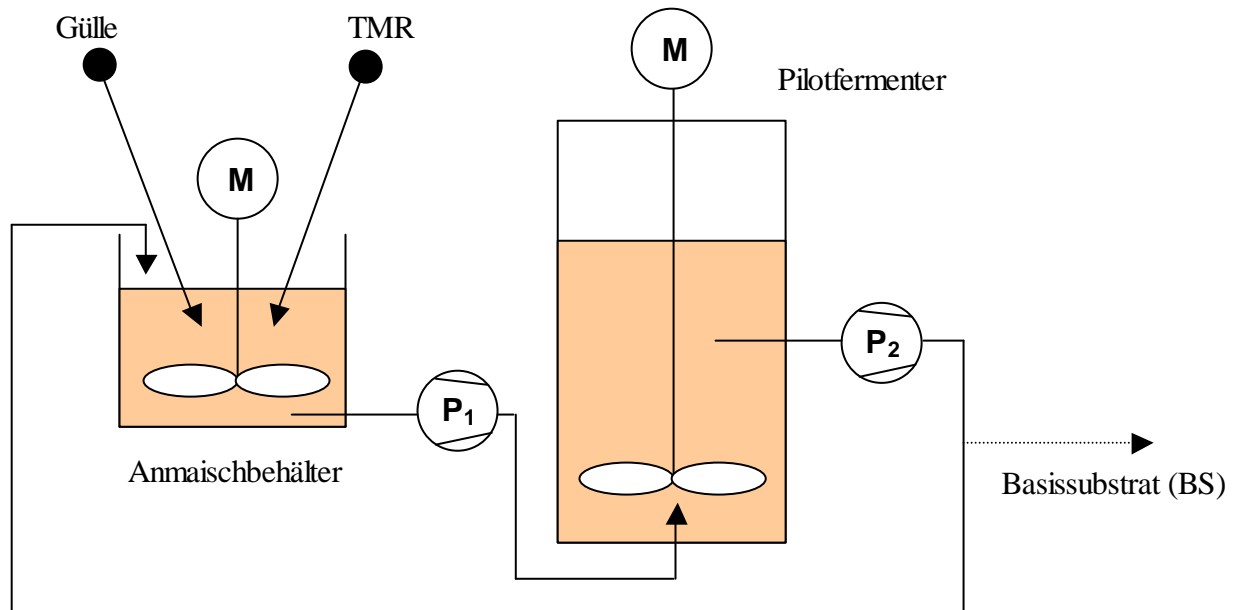 Gülle
TMR
M
M
Pilotfermenter
P₂
P₁
Anmaischbehälter
Basissubstrat (BS)